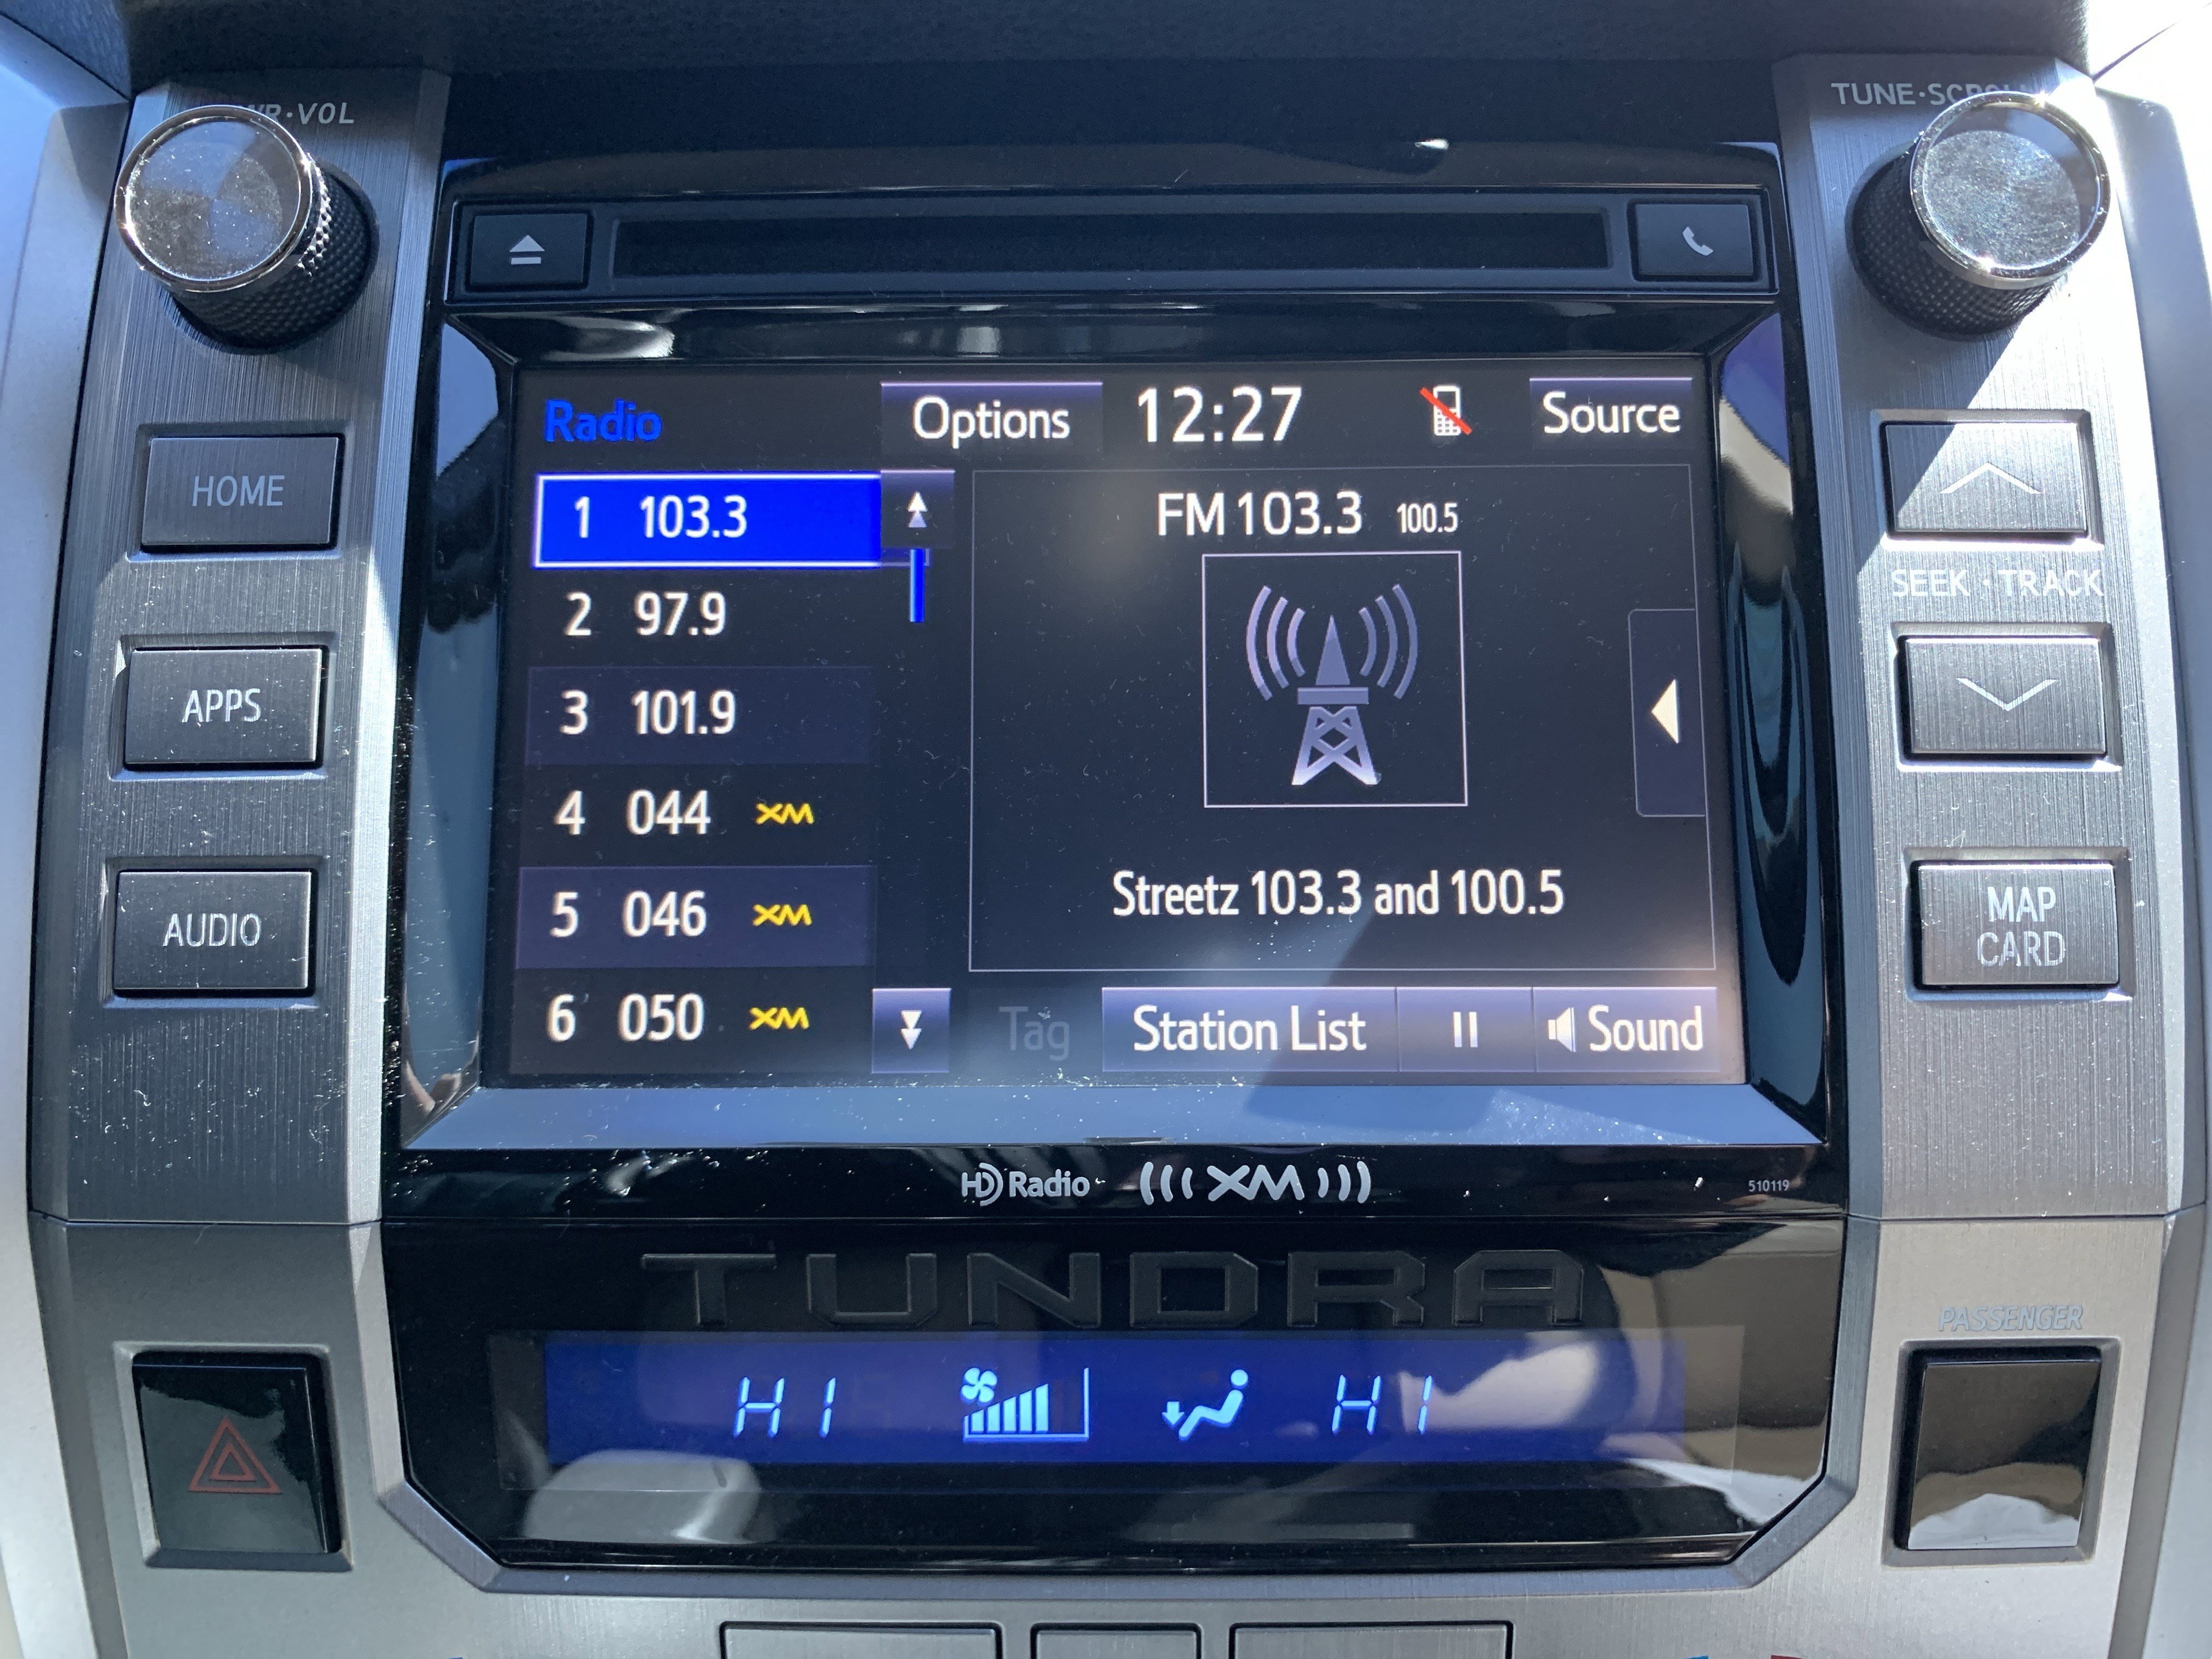 ·VOL
TUNE·SCROLL
HOME
APPS
AUDIO
Radio
Options
12:27
Source
1 103.3
2 97.9
3 101.9
4 044 XM
5 046 XM
6 050 XM
FM 103.3 100.5
Streetz 103.3 and 100.5
Tag
Station List
Sound
SEEK · TRACK
MAP
CARD
HD Radio
XM
510119
TUNDRA
PASSENGER
HI
HI